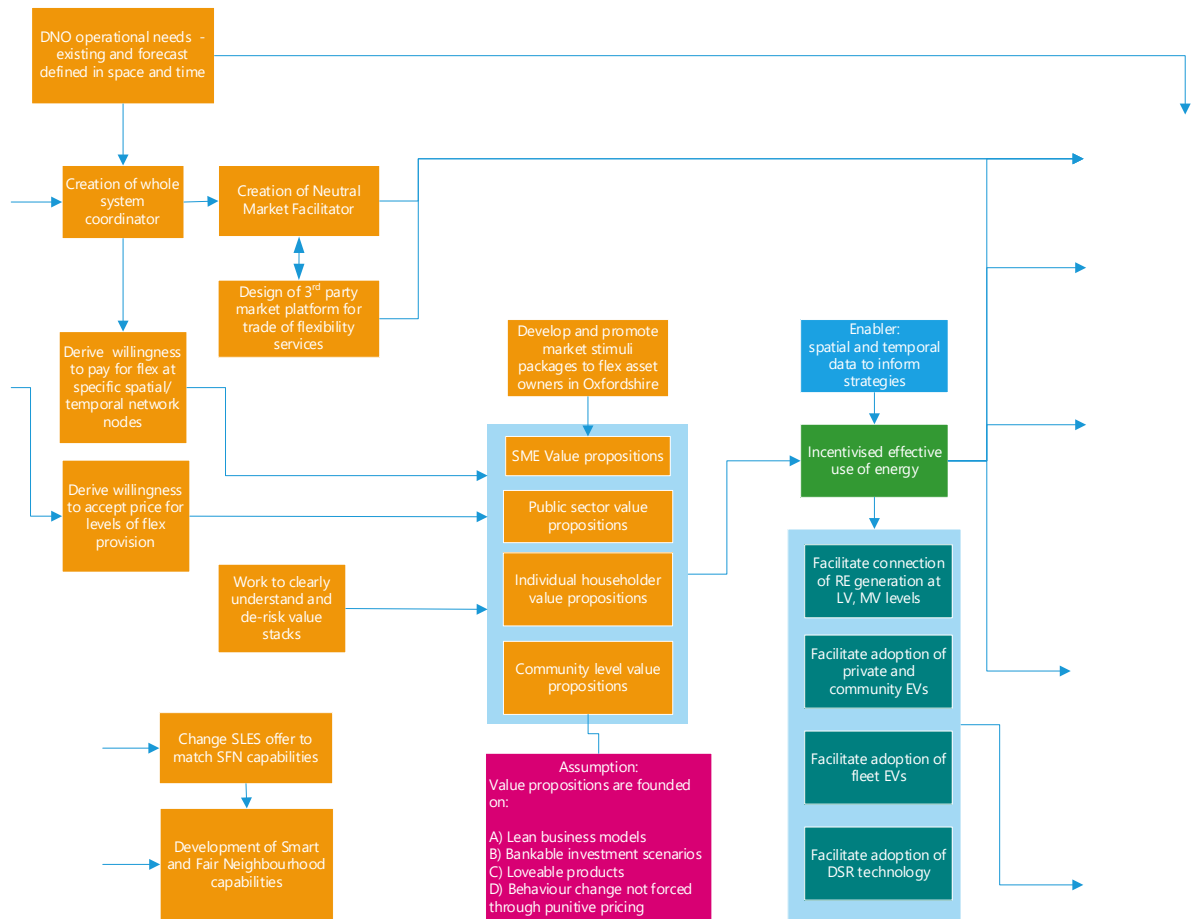 DNO operational needs -
existing and forecast
defined in space and time
Creation of whole
system
coordinator
Creation of Neutral
Market Facilitator
Design of 3rd party
market platform for
trade of flexibility
services
Derive willingness
to pay for flex at
specific spatial/
temporal network
nodes
Derive willingness
to accept price for
levels of flex
provision
Work to clearly
understand and
de-risk value
stacks
Change SLES offer to
match SFN capabilities
Development of Smart
and Fair Neighbourhood
capabilities
Develop and promote
market stimuli
packages to flex asset
owners in Oxfordshire
SME Value propositions
Public sector value
propositions
Individual householder
value propositions
Community level value
propositions
Assumption:
Value propositions are founded
on:
A) Lean business models
B) Bankable investment scenarios
C) Loveable products
D) Behaviour change not forced
through punitive pricing
Enabler:
spatial and temporal
data to inform
strategies
Incentivised effective
use of energy
Facilitate connection
of RE generation at
LV, MV levels
Facilitate adoption of
private and
community EVs
Facilitate adoption of
fleet EVs
Facilitate adoption of
DSR technology